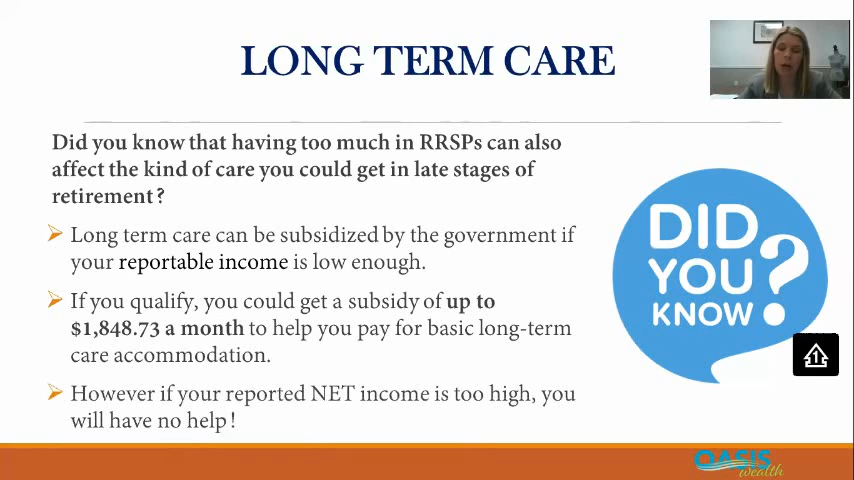 LONG TERM CARE
Did you know that having too much in RRSPs can also
affect the kind of care you could get in late stages of
retirement?
Long term care can be subsidized by the government if
your reportable income is low enough.
If you qualify, you could get a subsidy of up to
$1,848.73 a month to help you pay for basic long-term
care accommodation.
However if your reported NET income is too high, you
will have no help!
DID
YOU
KNOW?
1
OASIS
wealth